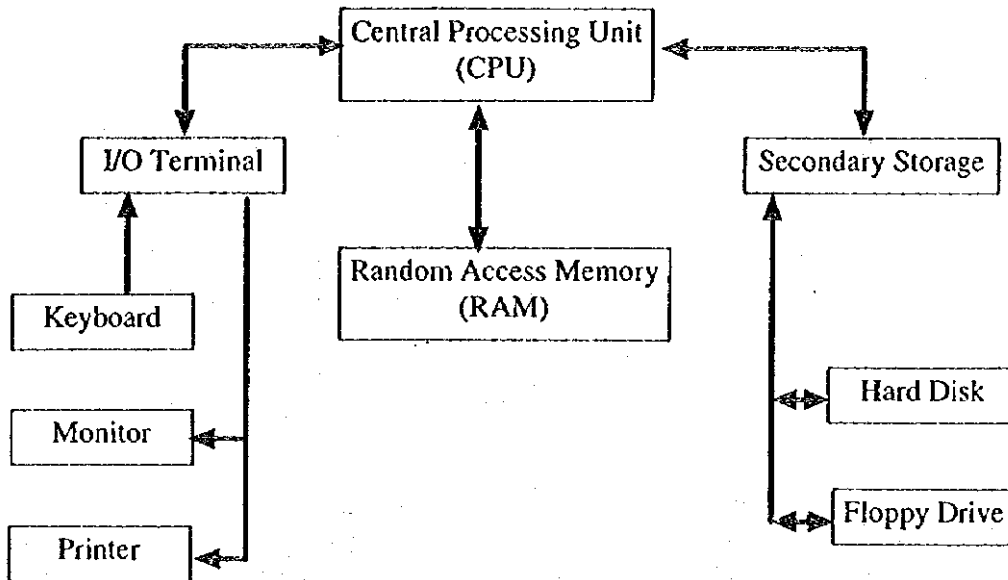 Central Processing Unit
(CPU)
I/O Terminal
Secondary Storage
Random Access Memory
(RAM)
Keyboard
Hard Disk
Monitor
Floppy Drive
Printer